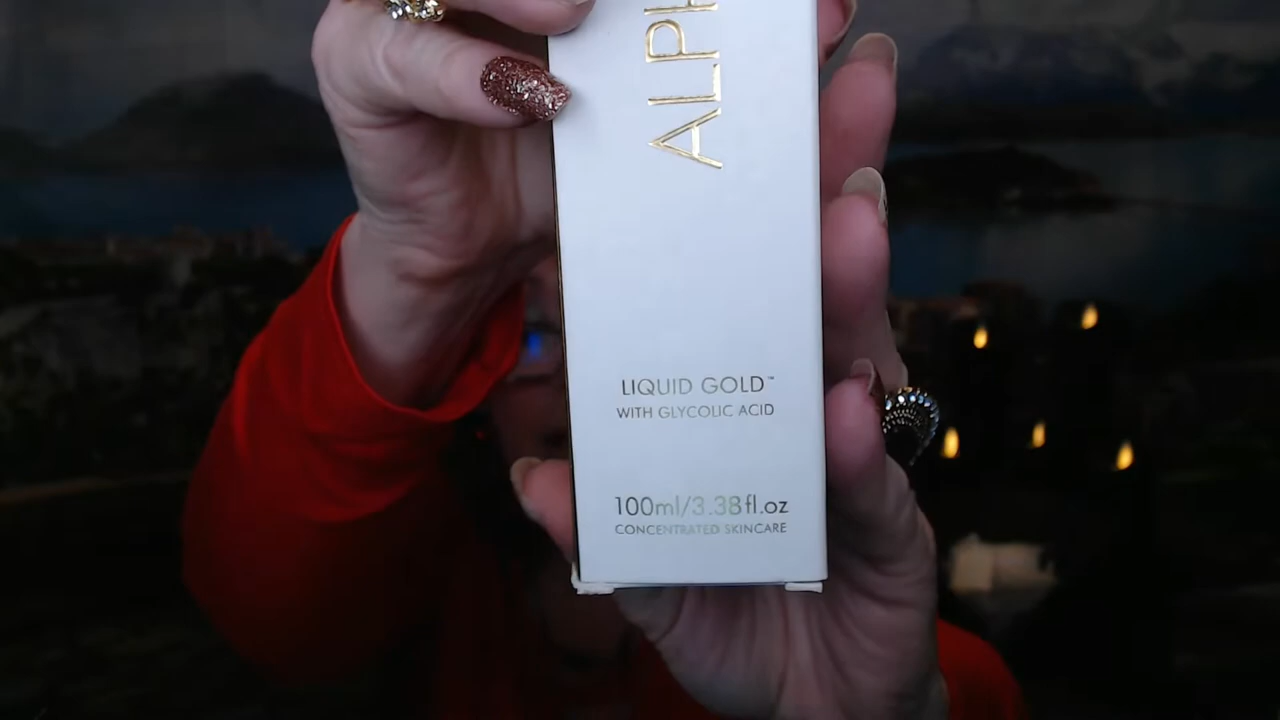 ALPH
LIQUID GOLD™
WITH GLYCOLIC ACID
100ml/3.38fl.oz
CONCENTRATED SKINCARE